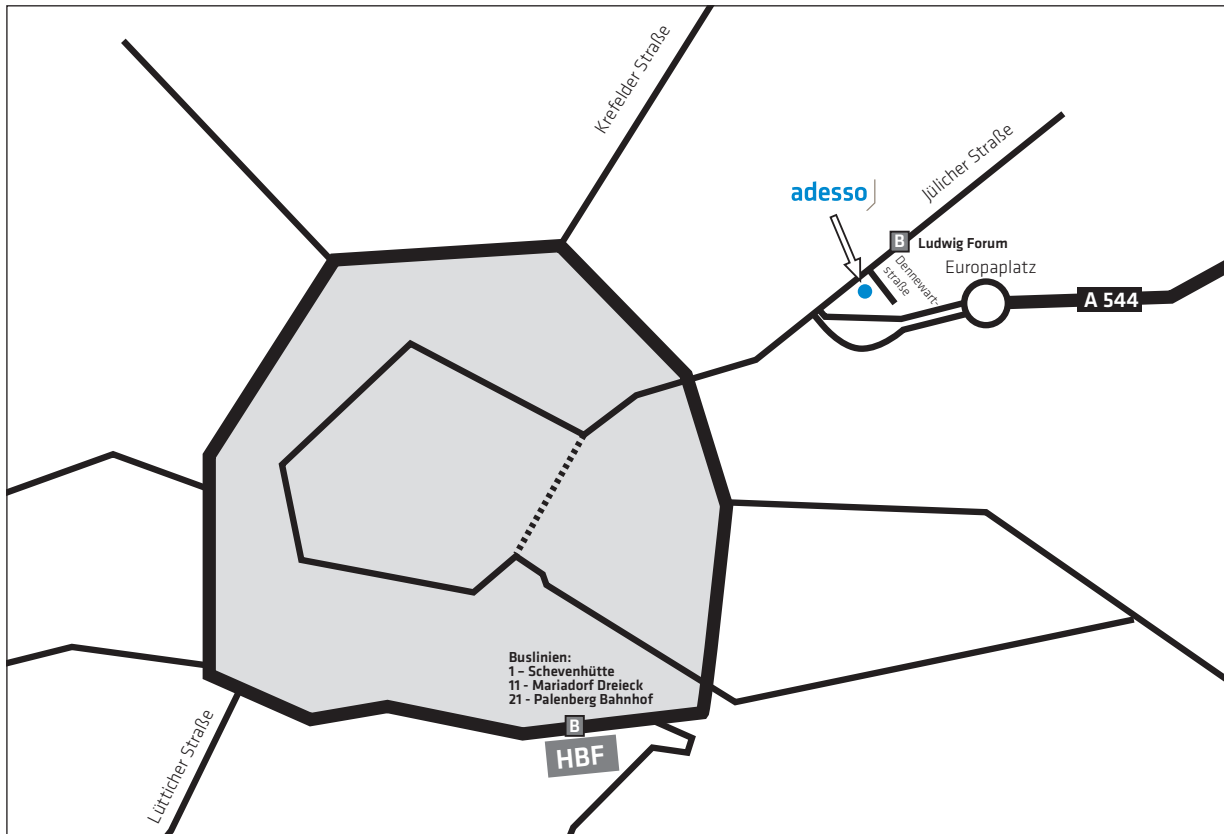 Krefelder Straße
Jülicher Straße
adesso
B
Ludwig Forum
Dennewart-
straße
Europaplatz
A 544
Buslinien:
1 – Schevenhütte
11 - Mariadorf Dreieck
21 - Palenberg Bahnhof
B
HBF
Lütticher Straße